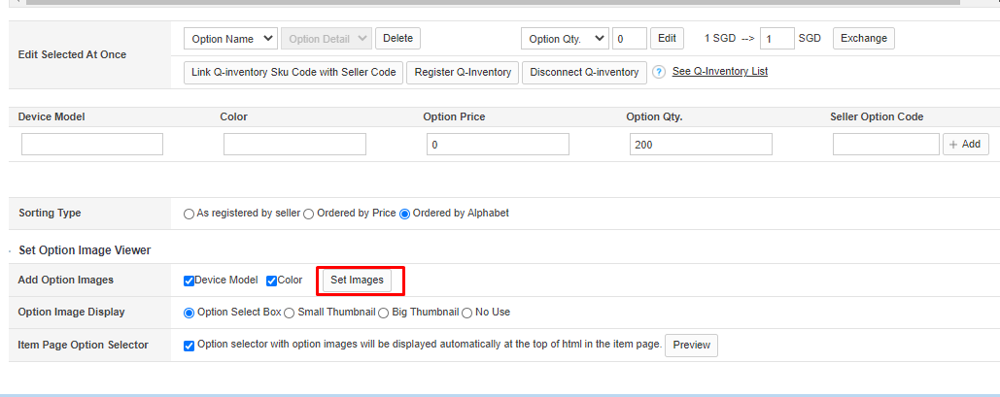 Edit Selected At Once
Option Name Option Detail Delete Option Qty. 0 Edit 1 SGD --> 1 SGD Exchange
Link Q-inventory Sku Code with Seller Code Register Q-Inventory Disconnect Q-inventory ? See Q-Inventory List
Device Model Color Option Price Option Qty. Seller Option Code
0 200 + Add
Sorting Type As registered by seller Ordered by Price Ordered by Alphabet
Set Option Image Viewer
Add Option Images Device Model Color Set Images
Option Image Display Option Select Box Small Thumbnail Big Thumbnail No Use
Item Page Option Selector Option selector with option images will be displayed automatically at the top of html in the item page. Preview